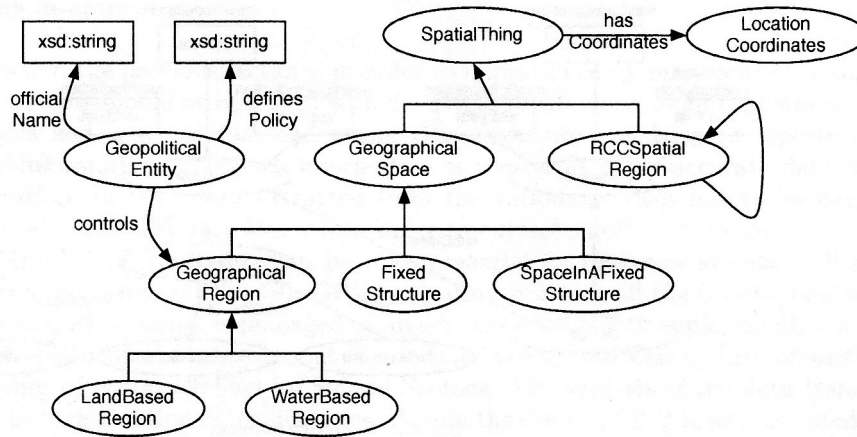 xsd:string
xsd:string
SpatialThing
has
Coordinates
Location
Coordinates
official
Name
defines
Policy
Geopolitical
Entity
Geographical
Space
RCCSpatial
Region
controls
Geographical
Region
Fixed
Structure
SpaceInAFixed
Structure
LandBased
Region
WaterBased
Region